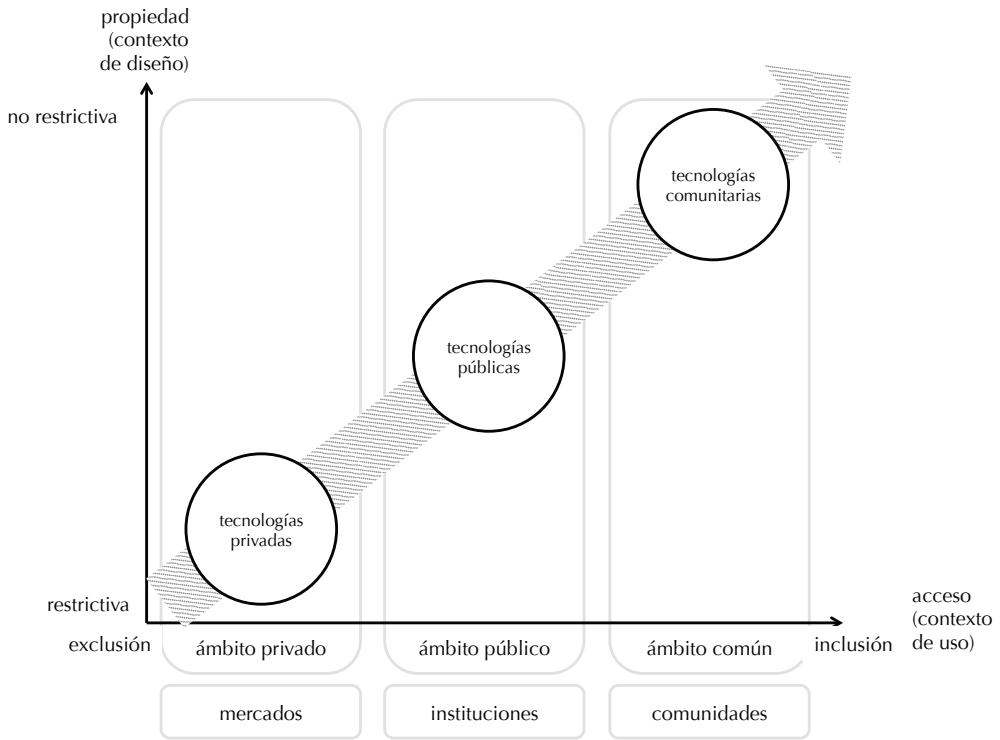 propiedad
(contexto
de diseño)
no restrictiva
tecnologías
comunitarias
tecnologías
públicas
tecnologías
privadas
restrictiva
acceso
(contexto
de uso)
exclusión
ámbito privado
ámbito público
ámbito común
inclusión
mercados
instituciones
comunidades